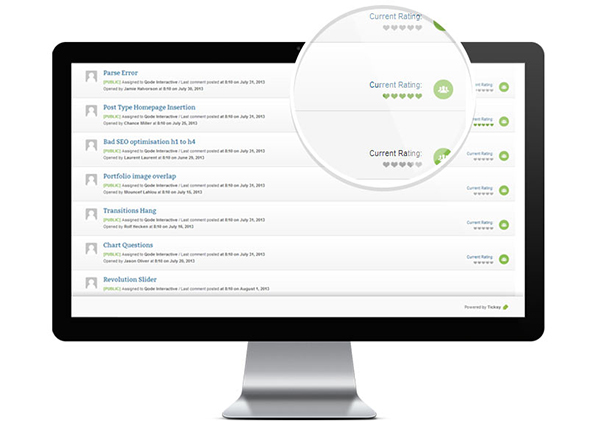 Current Rating:
Current Rating:
Current Rating:
Parse Error
[PUBLIC] Assigned to Qode Interactive / Last comment posted at 8:10 on July 31, 2013
Opened by Jamie Halvorson at 8:10 on July 30, 2013
Current Rating:
Post Type Homepage Insertion
[PUBLIC] Assigned to Qode Interactive / Last comment posted at 8:10 on July 31, 2013
Opened by Chance Miller at 8:10 on July 31, 2013
Current Rating:
Bad SEO optimisation h1 to h4
[PUBLIC] Assigned to Qode Interactive / Last comment posted at 8:10 on July 31, 2013
Opened by Laurent Laurent at 8:10 on June 25, 2013
Current Rating:
Portfolio image overlap
[PUBLIC] Assigned to Qode Interactive / Last comment posted at 8:10 on July 31, 2013
Opened by at 8:10 on July 16, 2013
Current Rating:
Transitions Hang
[PUBLIC] Assigned to Qode Interactive / Last comment posted at 8:10 on July 31, 2013
Opened by Rolf at 8:10 on July 16, 2013
Current Rating:
Chart Questions
[PUBLIC] Assigned to Qode Interactive / Last comment posted at 8:10 on July 31, 2013
Opened by Jason Oliver at 8:10 on July 26, 2013
Current Rating:
Revolution Slider
[PUBLIC] Assigned to Qode Interactive / Last comment posted at 8:10 on August 1, 2013
Powered by Ticksy